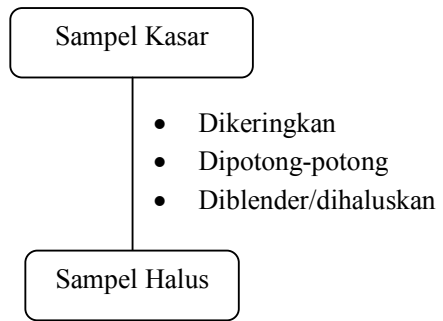 Sampel Kasar
• Dikeringkan
• Dipotong-potong
• Diblender/dihaluskan
Sampel Halus